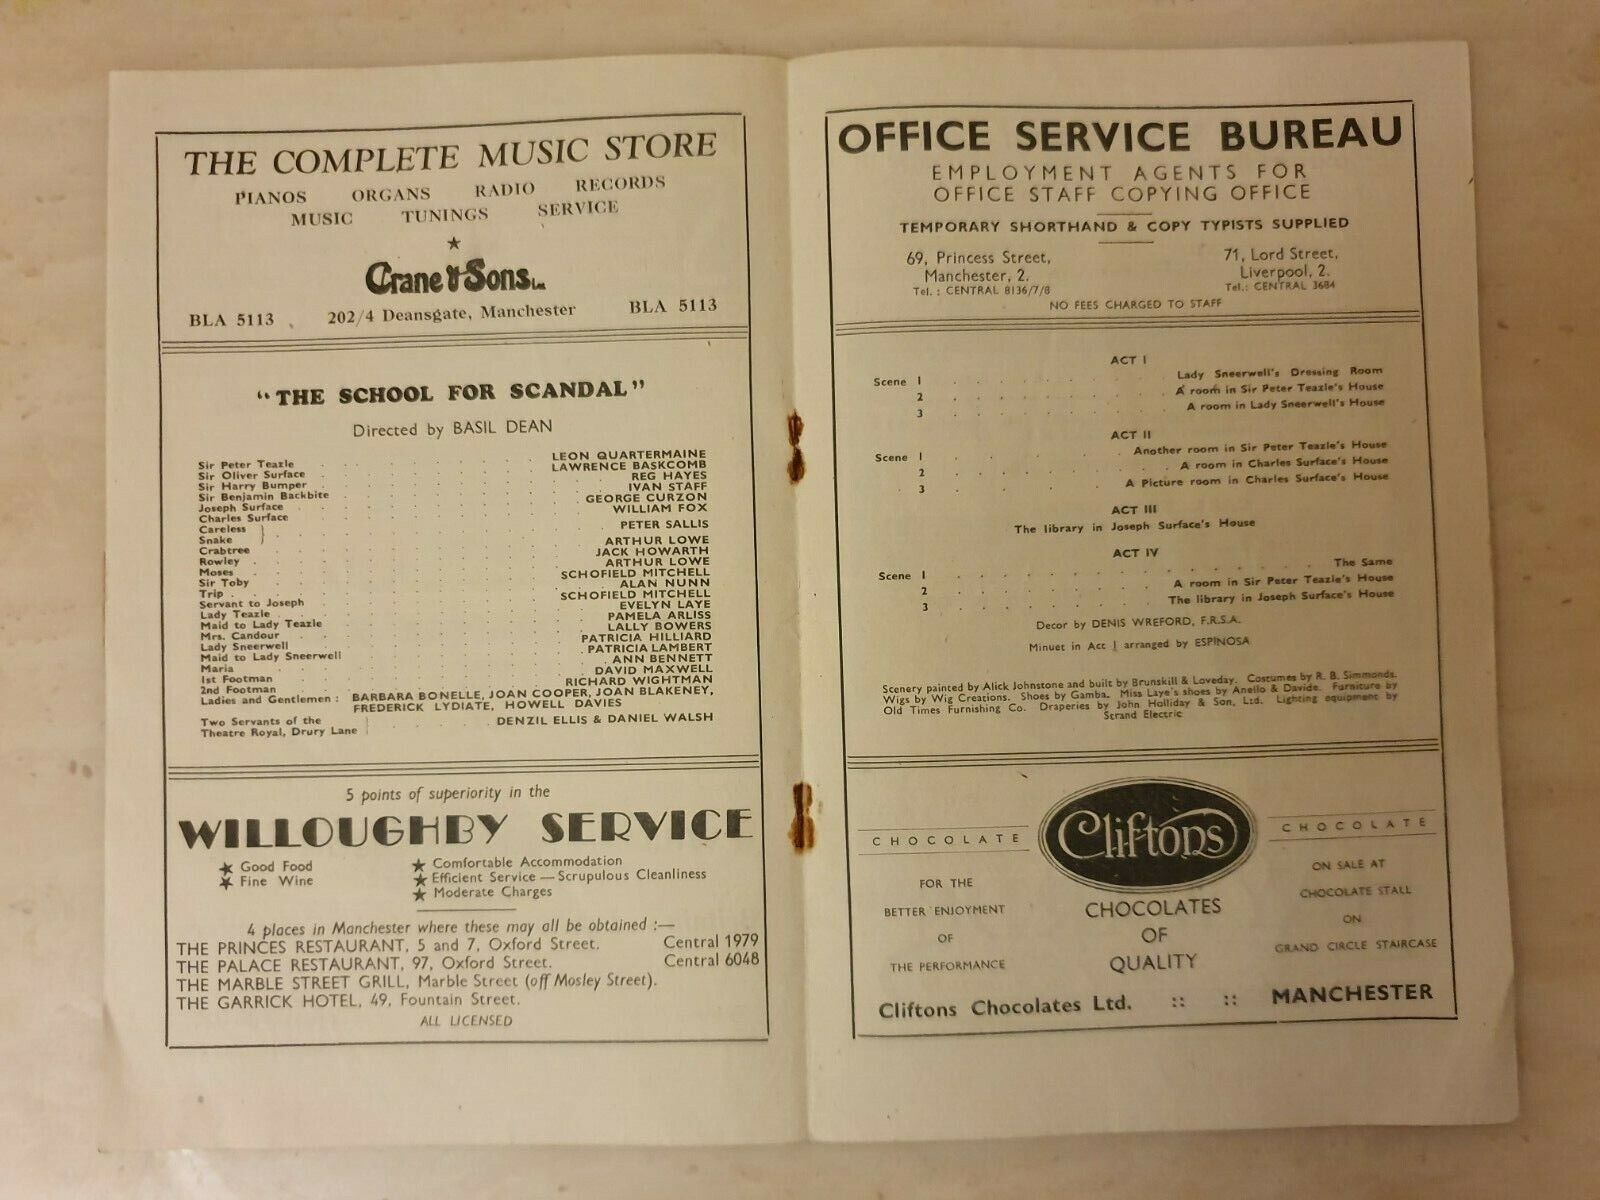 THE COMPLETE MUSIC STORE
PIANOS ORGANS RADIO RECORDS
MUSIC TUNINGS SERVICE
Crane & Sons Ltd.
BLA 5113 202/4 Deansgate, Manchester BLA 5113
"THE SCHOOL FOR SCANDAL"
Directed by BASIL DEAN
Sir Peter Teazle . . . . . . LEON QUARTERMAINE
Sir Oliver Surface . . . . . . LAWRENCE BASKCOMB
Sir Harry Bumper . . . . . . REG HAYES
Sir Benjamin Backbite . . . . . . IVAN STAFF
Joseph Surface . . . . . . GEORGE CURZON
Charles Surface . . . . . . WILLIAM FOX
Careless
Snake } . . . . . . PETER SALLIS
Crabtree . . . . . . ARTHUR LOWE
Rowley . . . . . . JACK HOWARTH
Moses . . . . . . ARTHUR LOWE
Sir Toby . . . . . . SCHOFIELD MITCHELL
Trip . . . . . . ALAN NUNN
Servant to Joseph . . . . . . SCHOFIELD MITCHELL
Lady Teazle . . . . . . EVELYN LAYE
Maid to Lady Teazle . . . . . . PAMELA ARLISS
Mrs. Candour . . . . . . LALLY BOWERS
Lady Sneerwell . . . . . . PATRICIA HILLIARD
Maid to Lady Sneerwell . . . . . . PATRICIA LAMBERT
Maria . . . . . . ANN BENNETT
1st Footman . . . . . . DAVID MAXWELL
2nd Footman . . . . . . RICHARD WIGHTMAN
Ladies and Gentlemen : BARBARA BONELLE, JOAN COOPER, JOAN BLAKENEY,
FREDERICK LYDIATE, HOWELL DAVIES
Two Servants of the
Theatre Royal, Drury Lane } . . . DENZIL ELLIS & DANIEL WALSH
5 points of superiority in the
WILLOUGHBY SERVICE
★ Good Food ★ Comfortable Accommodation
★ Fine Wine ★ Efficient Service — Scrupulous Cleanliness
★ Moderate Charges
4 places in Manchester where these may all be obtained :—
THE PRINCES RESTAURANT, 5 and 7, Oxford Street. Central 1979
THE PALACE RESTAURANT, 97, Oxford Street. Central 6048
THE MARBLE STREET GRILL, Marble Street (off Mosley Street).
THE GARRICK HOTEL, 49, Fountain Street.
ALL LICENSED
OFFICE SERVICE BUREAU
EMPLOYMENT AGENTS FOR
OFFICE STAFF COPYING OFFICE
TEMPORARY SHORTHAND & COPY TYPISTS SUPPLIED
69, Princess Street, 71, Lord Street,
Manchester, 2. Liverpool, 2.
Tel. : CENTRAL 8136/7/8 Tel.: CENTRAL 3684
NO FEES CHARGED TO STAFF
ACT I
Scene 1 . . . . . . Lady Sneerwell's Dressing Room
2 . . . . . . A room in Sir Peter Teazle's House
3 . . . . . . A room in Lady Sneerwell's House
ACT II
Scene 1 . . . . . . Another room in Sir Peter Teazle's House
2 . . . . . . A room in Charles Surface's House
3 . . . . . . A Picture room in Charles Surface's House
ACT III
The library in Joseph Surface's House
ACT IV
Scene 1 . . . . . . The Same
2 . . . . . . A room in Sir Peter Teazle's House
3 . . . . . . The library in Joseph Surface's House
Decor by DENIS WREFORD, F.R.S.A.
Minuet in Act I arranged by ESPINOSA
Scenery painted by Alick Johnstone and built by Brunskill & Loveday. Costumes by R. B. Simmonds.
Wigs by Wig Creations. Shoes by Gamba. Miss Laye's shoes by Anello & Davide. Furniture by
Old Times Furnishing Co. Draperies by John Holliday & Son, Ltd. Lighting equipment by
Strand Electric
CHOCOLATE Cliftons CHOCOLATE
FOR THE
BETTER ENJOYMENT
OF
THE PERFORMANCE
CHOCOLATES
OF
QUALITY
ON SALE AT
CHOCOLATE STALL
ON
GRAND CIRCLE STAIRCASE
Cliftons Chocolates Ltd. :: :: MANCHESTER